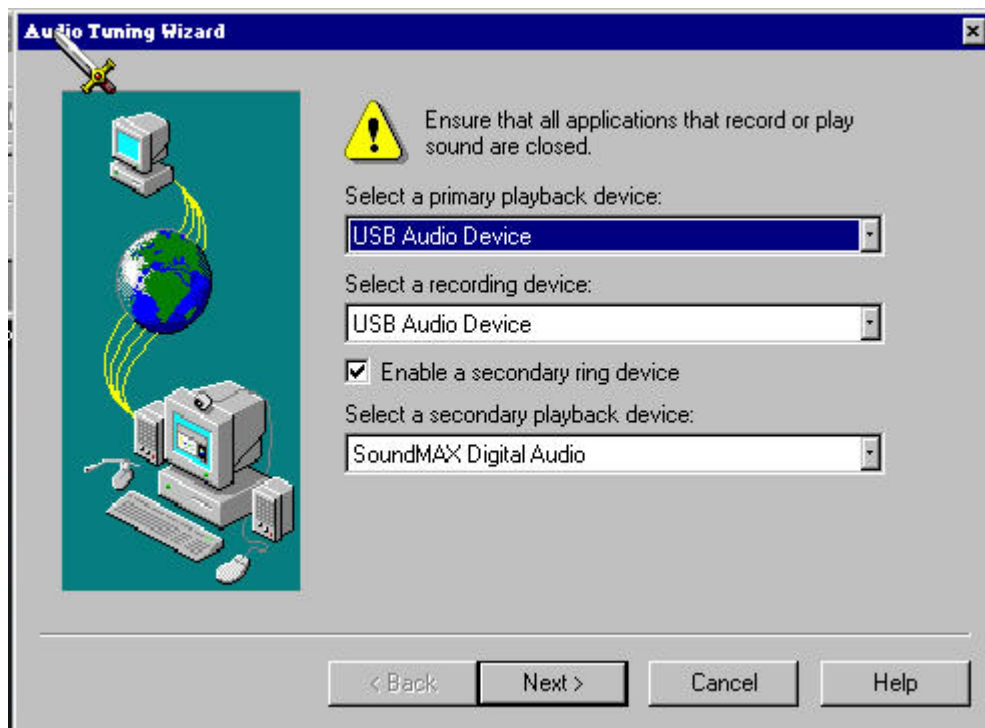 Audio Tuning Wizard
Ensure that all applications that record or play
sound are closed.
Select a primary playback device:
USB Audio Device
Select a recording device:
USB Audio Device
Enable a secondary ring device
Select a secondary playback device:
SoundMAX Digital Audio
< Back
Next >
Cancel
Help